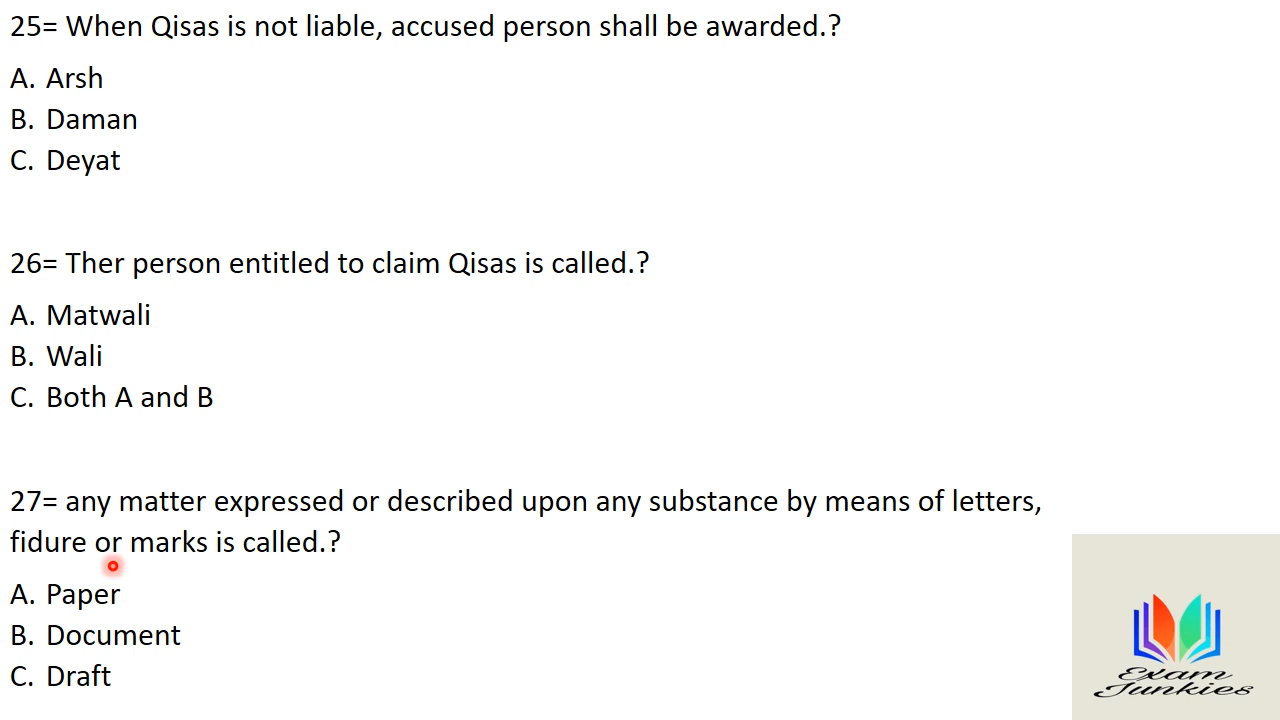 25= When Qisas is not liable, accused person shall be awarded.?
A. Arsh
B. Daman
C. Deyat
26= Ther person entitled to claim Qisas is called.?
A. Matwali
B. Wali
C. Both A and B
27= any matter expressed or described upon any substance by means of letters,
fidure or marks is called.?
A. Paper
B. Document
C. Draft
Exam
Junkies